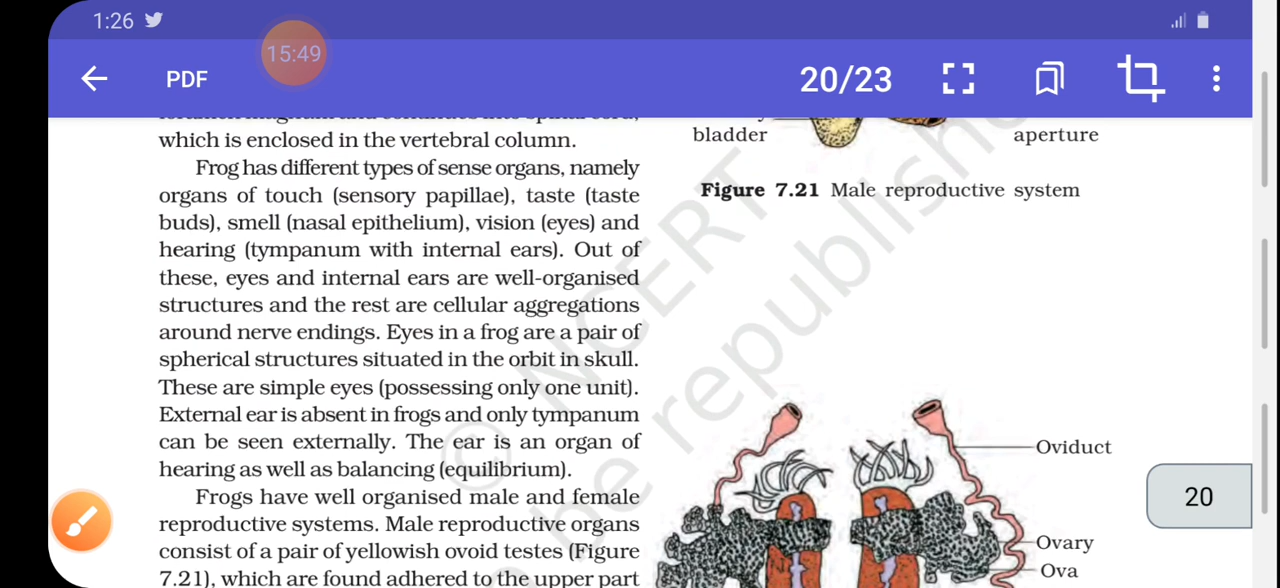 1:26
15:49
PDF
20/23
which is enclosed in the vertebral column.
Frog has different types of sense organs, namely
organs of touch (sensory papillae), taste (taste
buds), smell (nasal epithelium), vision (eyes) and
hearing (tympanum with internal ears). Out of
these, eyes and internal ears are well-organised
structures and the rest are cellular aggregations
around nerve endings. Eyes in a frog are a pair of
spherical structures situated in the orbit in skull.
These are simple eyes (possessing only one unit).
External ear is absent in frogs and only tympanum
can be seen externally. The ear is an organ of
hearing as well as balancing (equilibrium).
Frogs have well organised male and female
reproductive systems. Male reproductive organs
consist of a pair of yellowish ovoid testes (Figure
7.21), which are found adhered to the upper part
bladder
aperture
Figure 7.21 Male reproductive system
Oviduct
Ovary
Ova
20
© NCERT
be republished